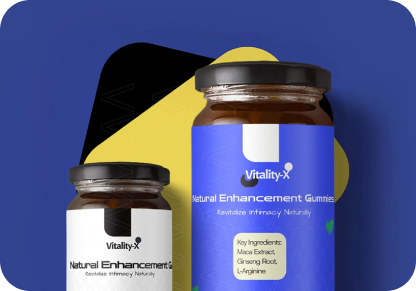 Vitality-X
Natural Enhancement Gummies
Revitalize Intimacy Naturally
Key Ingredients:
Maca Extract,
Ginseng Root,
L-Arginine
Vitality-X
Natural Enhancement G
Revitalize Intimacy Naturally